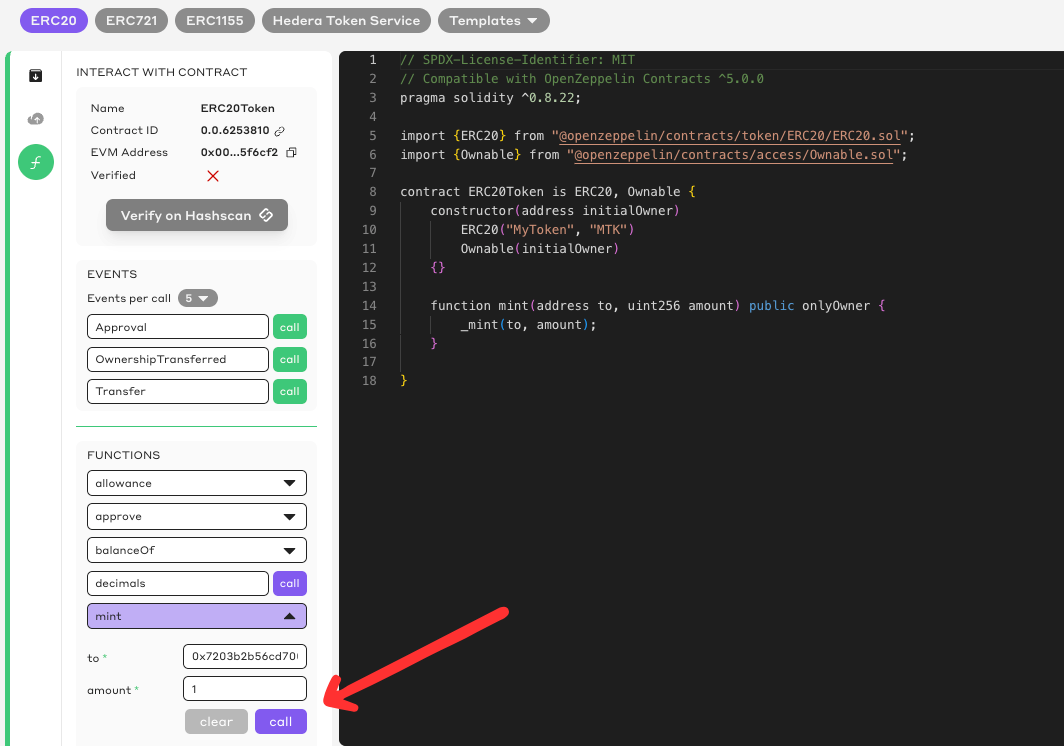 ERC20 ERC721 ERC1155 Hedera Token Service Templates
INTERACT WITH CONTRACT
Name ERC20Token
Contract ID 0.0.6253810
EVM Address 0x00...5f6cf2
Verified
Verify on Hashscan
EVENTS
Events per call 5
Approval call
OwnershipTransferred call
Transfer call
FUNCTIONS
allowance
approve
balanceOf
decimals call
mint
to *
0x7203b2b56cd70
amount *
1
clear call
1 // SPDX-License-Identifier: MIT
2 // Compatible with OpenZeppelin Contracts ^5.0.0
3 pragma solidity ^0.8.22;
4
5 import {ERC20} from "@openzeppelin/contracts/token/ERC20/ERC20.sol";
6 import {Ownable} from "@openzeppelin/contracts/access/Ownable.sol";
7
8 contract ERC20Token is ERC20, Ownable {
9 constructor(address initialOwner)
10 ERC20("MyToken", "MTK")
11 Ownable(initialOwner)
12 {}
13
14 function mint(address to, uint256 amount) public onlyOwner {
15 _mint(to, amount);
16 }
17
18 }